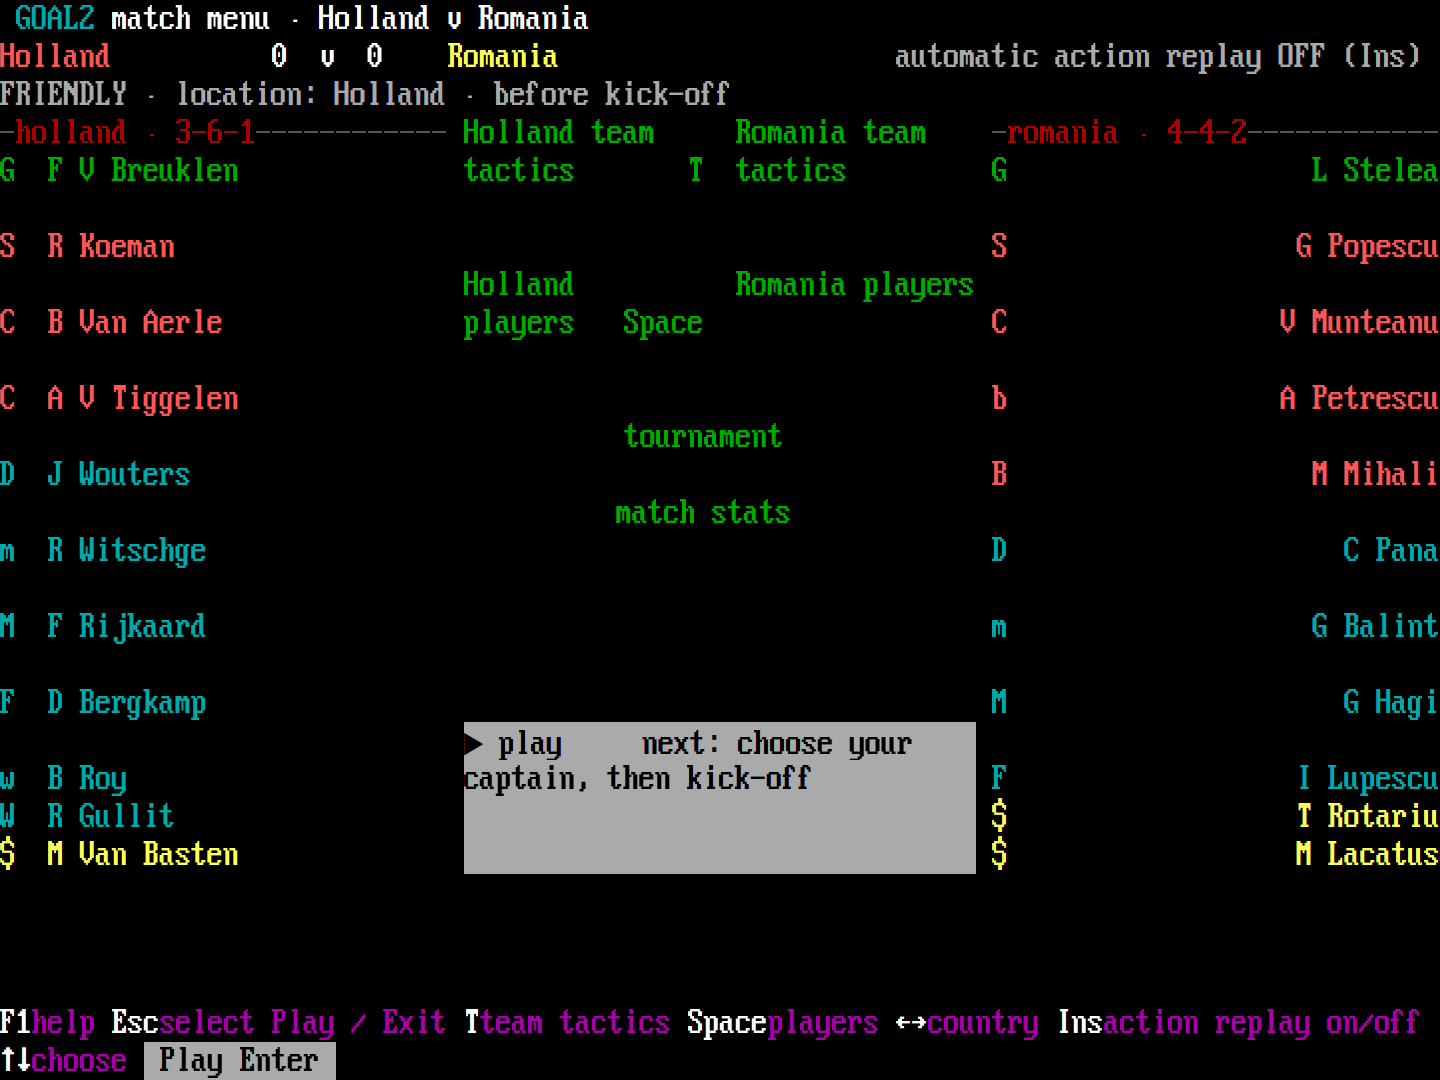 GOAL2 match menu · Holland v Romania
Holland 0 v 0 Romania automatic action replay OFF (Ins)
FRIENDLY · location: Holland · before kick-off
holland · 3-6-1 Holland team Romania team romania · 4-4-2
G F V Breuklen tactics T tactics G L Stelea
S R Koeman S G Popescu
Holland Romania players
C B Van Aerle players Space C V Munteanu
C A V Tiggelen b A Petrescu
tournament
D J Wouters B M Mihali
match stats
m R Witschge D C Pana
M F Rijkaard m G Balint
F D Bergkamp M G Hagi
► play next: choose your
w B Roy captain, then kick-off F I Lupescu
W R Gullit $ T Rotariu
$ M Van Basten $ M Lacatus
F1help Escselect Play / Exit Tteam tactics Spaceplayers ↔country Insaction replay on/off
↑↓choose Play Enter